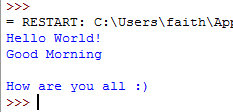 >>>
= RESTART: C:\Users\faith\App
Hello World!
Good Morning

How are you all :)
>>>